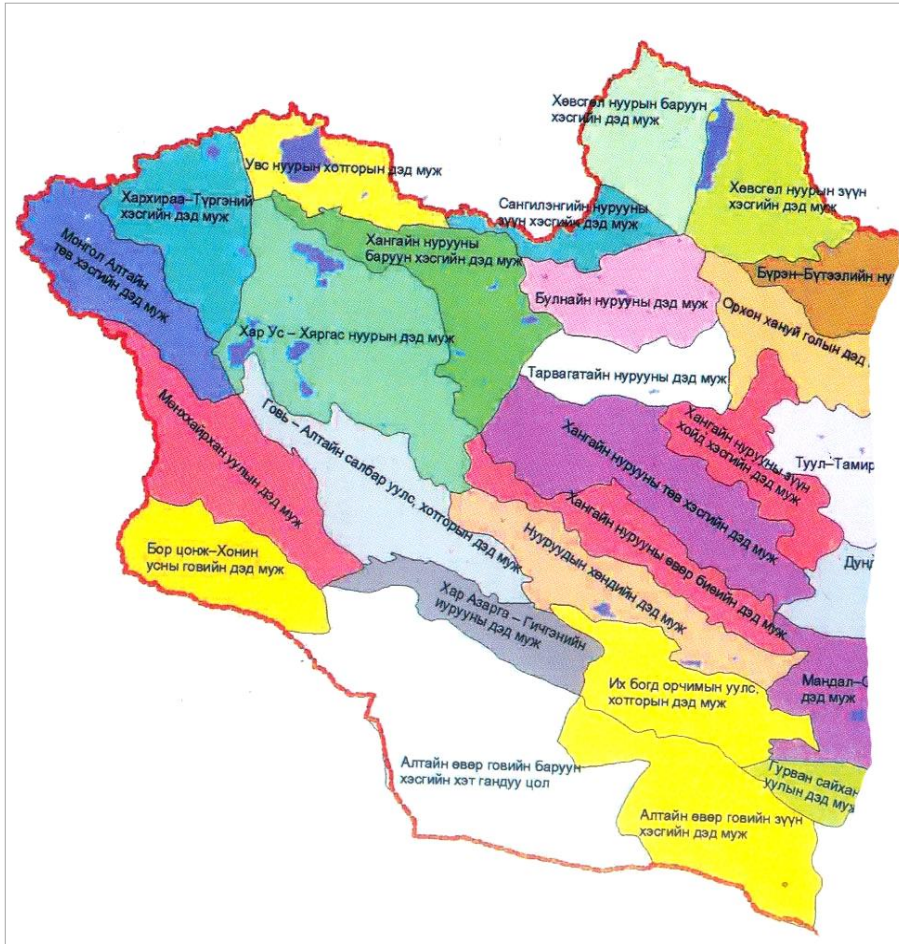 Хөвсгөл нуурын баруун
хэсгийн дэд муж
Увс нуурын хотгорын дэд муж
Хөвсгөл нуурын зүүн
хэсгийн дэд муж
Хархираа–Түргэний
хэсгийн дэд муж
Сангилэнгийн нурууны
зүүн хэсгийн дэд муж
Монгол Алтайн
төв хэсгийн дэд муж
Хангайн нурууны
баруун хэсгийн дэд муж
Бүрэн–Бүтээлийн ну
Булнайн нурууны дэд муж
Орхон хануй голын дэд
Хар Ус – Хяргас нуурын дэд муж
Тарвагатайн нурууны дэд муж
Мөнххайрхан уулын дэд муж
Говь – Алтайн салбар уулс, хотгорын дэд муж
Хангайн нурууны төв хэсгийн дэд муж
Хангайн нурууны зүүн
хойд хэсгийн дэд муж
Туул–Тамир
Хангайн нурууны өвөр биеийн дэд муж
Нууруудын хөндийн дэд муж
Бор цонж–Хонин
усны говийн дэд муж
Дунд
Хар Азарга – Гичгэнийн
нурууны дэд муж
Их богд орчимын уулс,
хотгорын дэд муж
Мандал–О
дэд муж
Алтайн өвөр говийн баруун
хэсгийн хэт гандуу цол
Гурван сайхан
уулын дэд муж
Алтайн өвөр говийн зүүн
хэсгийн дэд муж